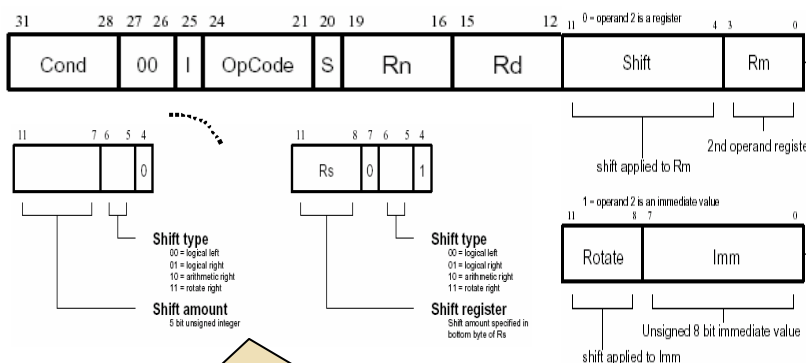 31 28 27 26 25 24 21 20 19 16 15 12 11 0 = operand 2 is a register 4 3 0
Cond 00 I OpCode S Rn Rd Shift Rm
shift applied to Rm
2nd operand registe
11 7 6 5 4
0
Shift type
00 = logical left
01 = logical right
10 = arithmetic right
11 = rotate right
Shift amount
5 bit unsigned integer
11 8 7 6 5 4
Rs 0 1
Shift type
00 = logical left
01 = logical right
10 = arithmetic right
11 = rotate right
Shift register
Shift amount specified in
bottom byte of Rs
1 = operand 2 is an immediate value
11 8 7 0
Rotate Imm
Unsigned 8 bit immediate value
shift applied to Imm